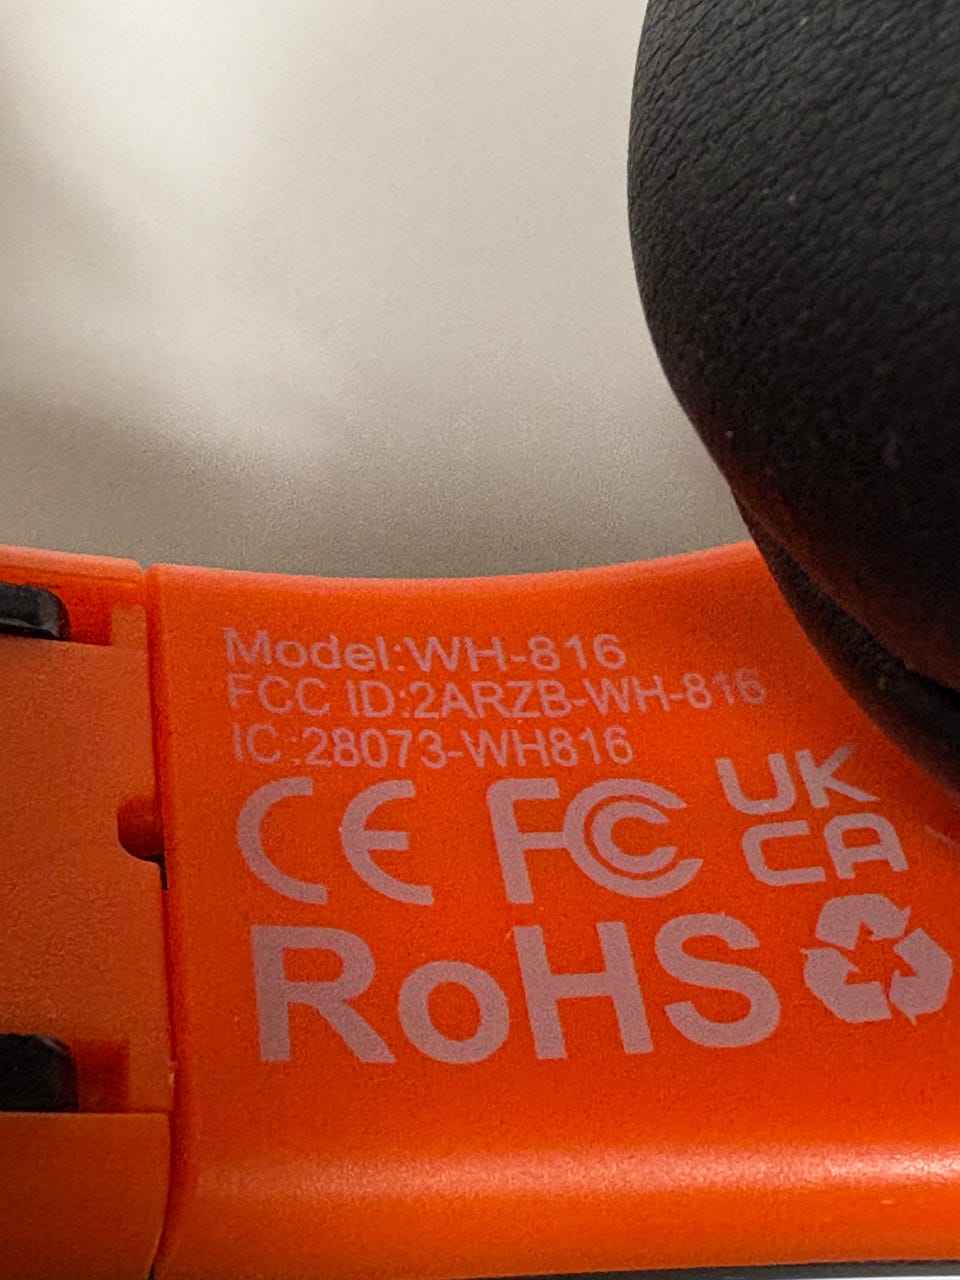 Model:WH-816
FCC ID:2ARZB-WH-816
IC:28073-WH816
CE FC UK
CA
RoHS